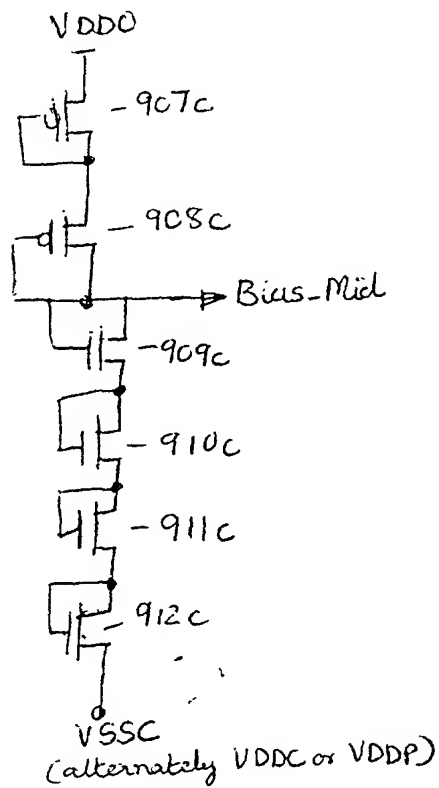 VDDO
907c
908c
Bias_Mid
909c
910c
911c
912c
VSSC
(alternately VDDC or VDDP)